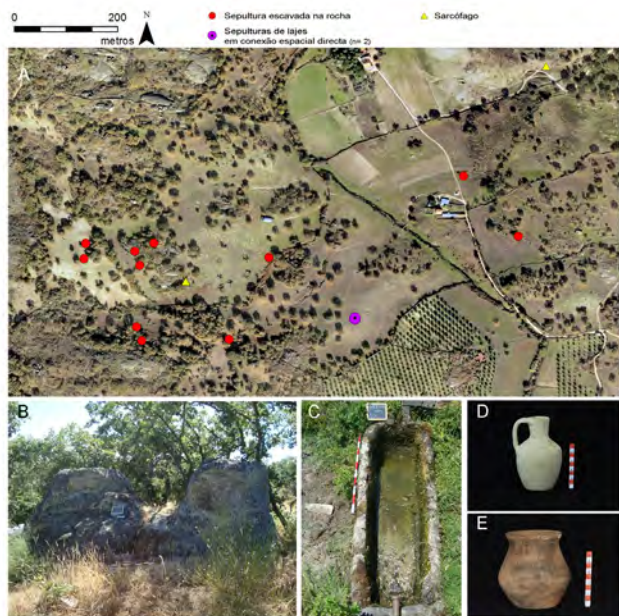 0 200
metros
N
Sepultura escavada na rocha
Sarcófago
Sepulturas de lajes
em conexão espacial directa (n= 2)
A
B
C
D
E